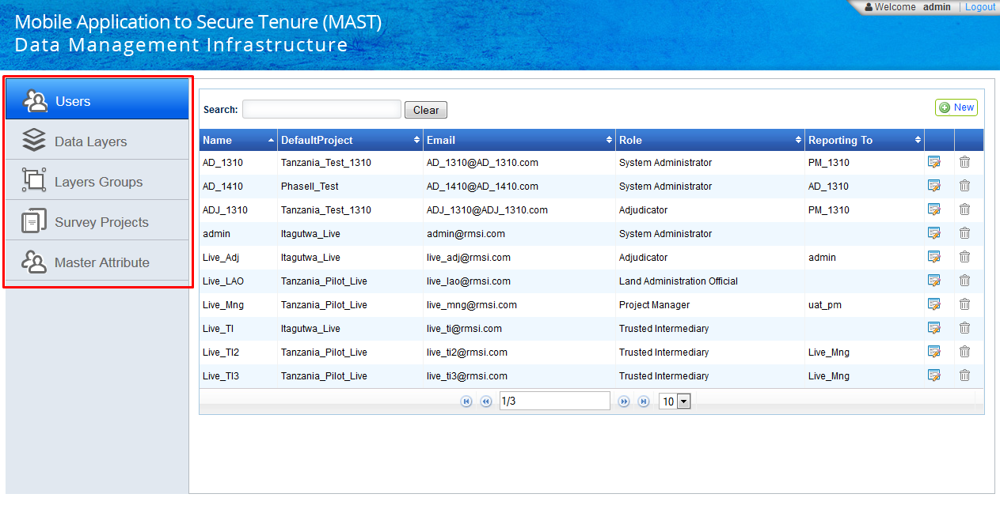 Welcome admin | Logout
Mobile Application to Secure Tenure (MAST)
Data Management Infrastructure
Users
Data Layers
Layers Groups
Survey Projects
Master Attribute
Search: Clear New
Name DefaultProject Email Role Reporting To
AD_1310 Tanzania_Test_1310 AD_1310@AD_1310.com System Administrator PM_1310
AD_1410 PhaseII_Test AD_1410@AD_1410.com System Administrator AD_1310
ADJ_1310 Tanzania_Test_1310 ADJ_1310@ADJ_1310.com Adjudicator PM_1310
admin Itagutwa_Live admin@rmsi.com System Administrator
Live_Adj Itagutwa_Live live_adj@rmsi.com Adjudicator admin
Live_LAO Tanzania_Pilot_Live live_lao@rmsi.com Land Administration Official
Live_Mng Tanzania_Pilot_Live live_mng@rmsi.com Project Manager uat_pm
Live_TI Itagutwa_Live live_ti@rmsi.com Trusted Intermediary
Live_TI2 Tanzania_Pilot_Live live_ti2@rmsi.com Trusted Intermediary Live_Mng
Live_TI3 Tanzania_Pilot_Live live_ti3@rmsi.com Trusted Intermediary Live_Mng
1/3 10